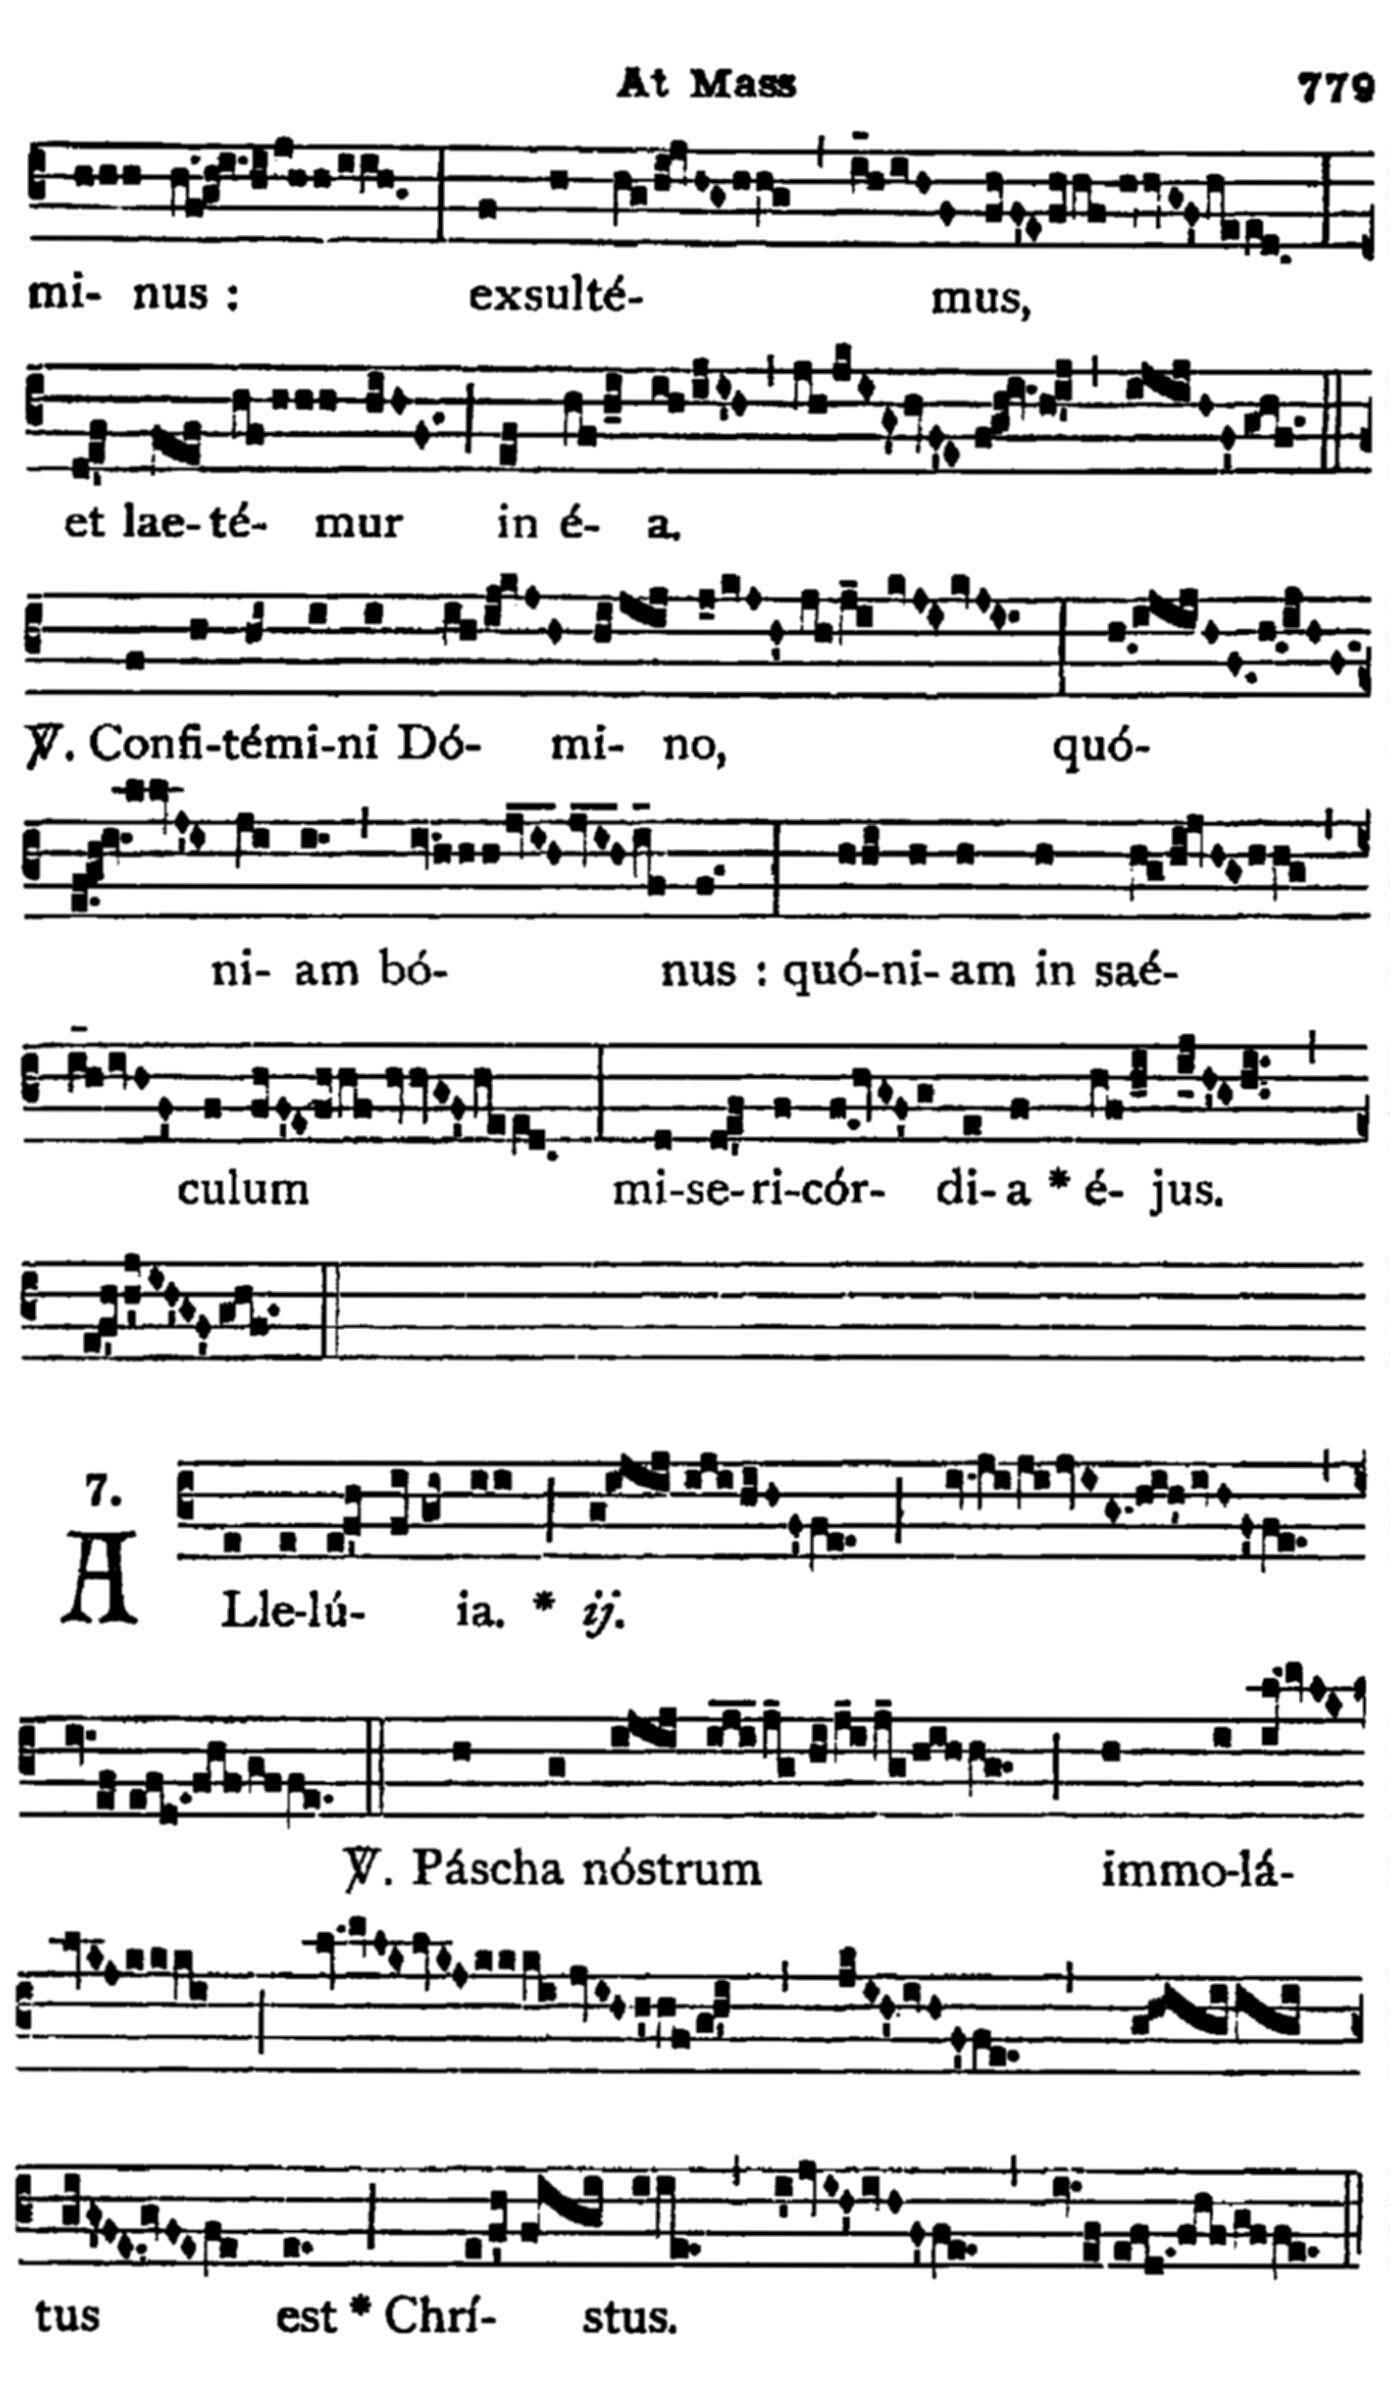 At Mass 779
mi- nus : exsulté- mus,
et lae-té- mur in é- a.
℣. Confi-témi-ni Dó- mi- no, quó-
ni- am bó- nus : quó-ni-am in saé-
culum mi-se-ri-cór- di-a * é- jus.
7.
A Lle-lú- ia. * ij.
℣. Páscha nóstrum immo-lá-
tus est * Chrí- stus.